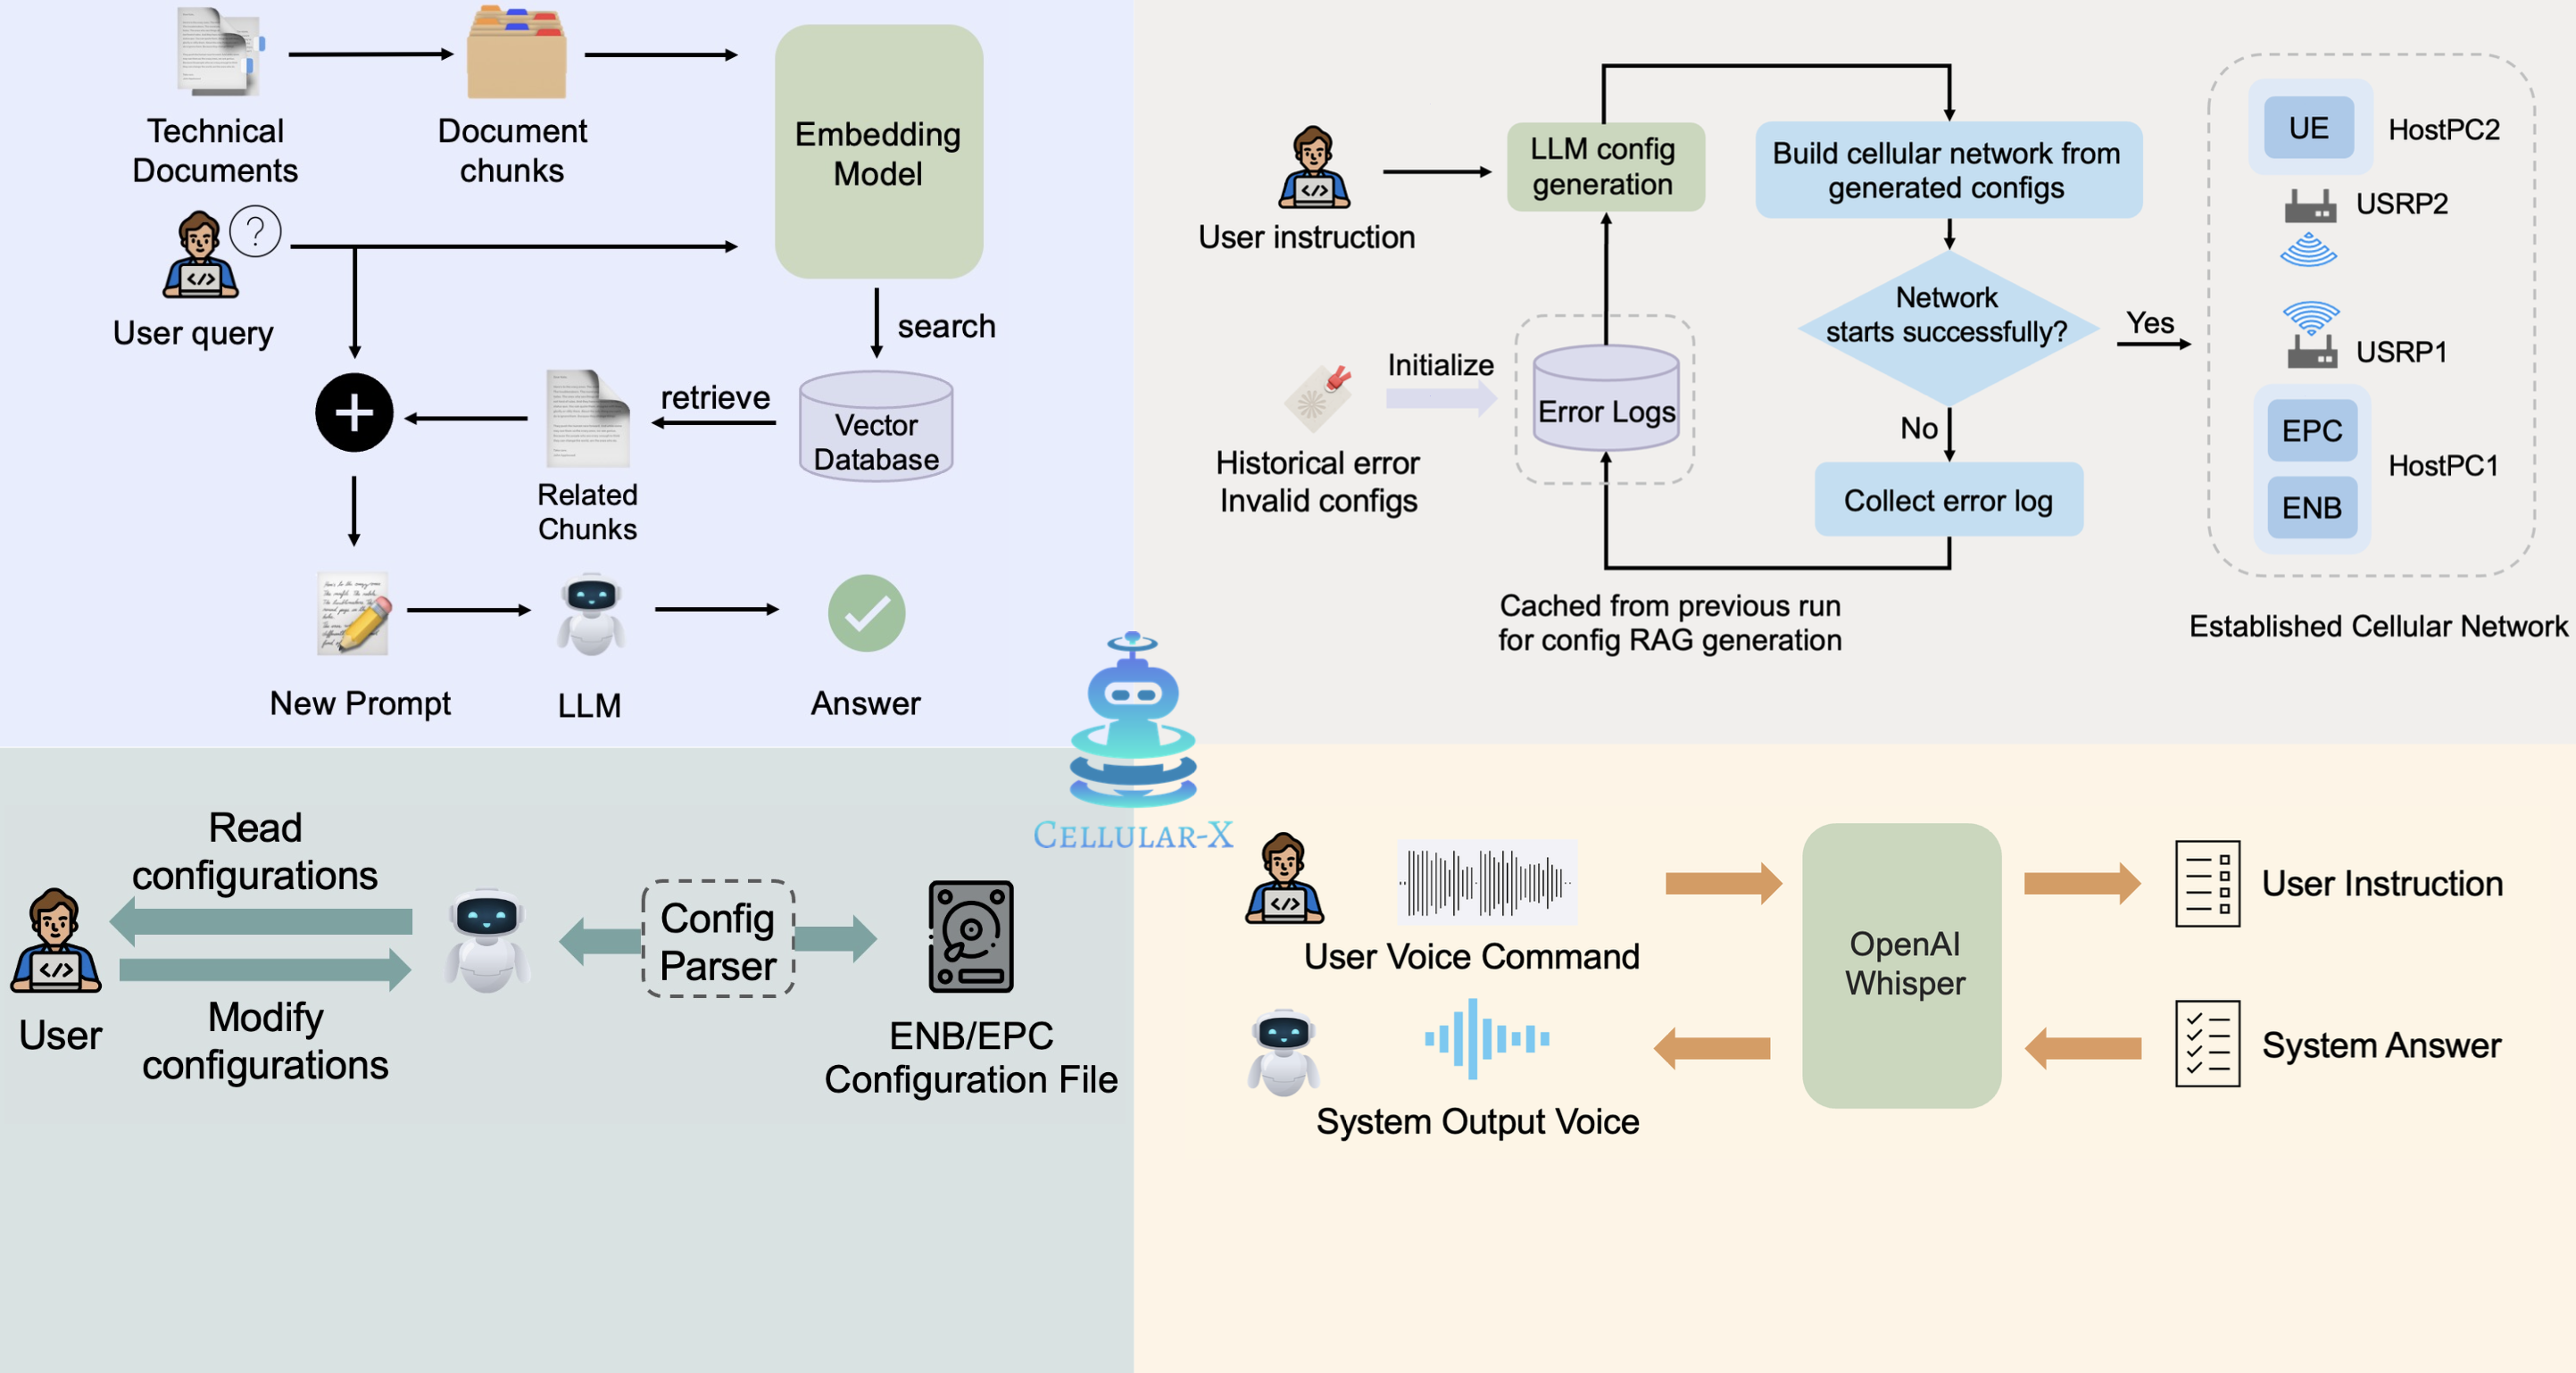 Technical
Documents
Document
chunks
Embedding
Model
?
User query
search
retrieve
Vector
Database
Related
Chunks
New Prompt
LLM
Answer
User instruction
LLM config
generation
Build cellular network from
generated configs
Network
starts successfully?
Yes
No
Initialize
Error Logs
Historical error
Invalid configs
Collect error log
Cached from previous run
for config RAG generation
UE
HostPC2
USRP2
USRP1
EPC
HostPC1
ENB
Established Cellular Network
CELLULAR-X
Read
configurations
User
Modify
configurations
Config
Parser
ENB/EPC
Configuration File
User Voice Command
OpenAI
Whisper
User Instruction
System Output Voice
System Answer